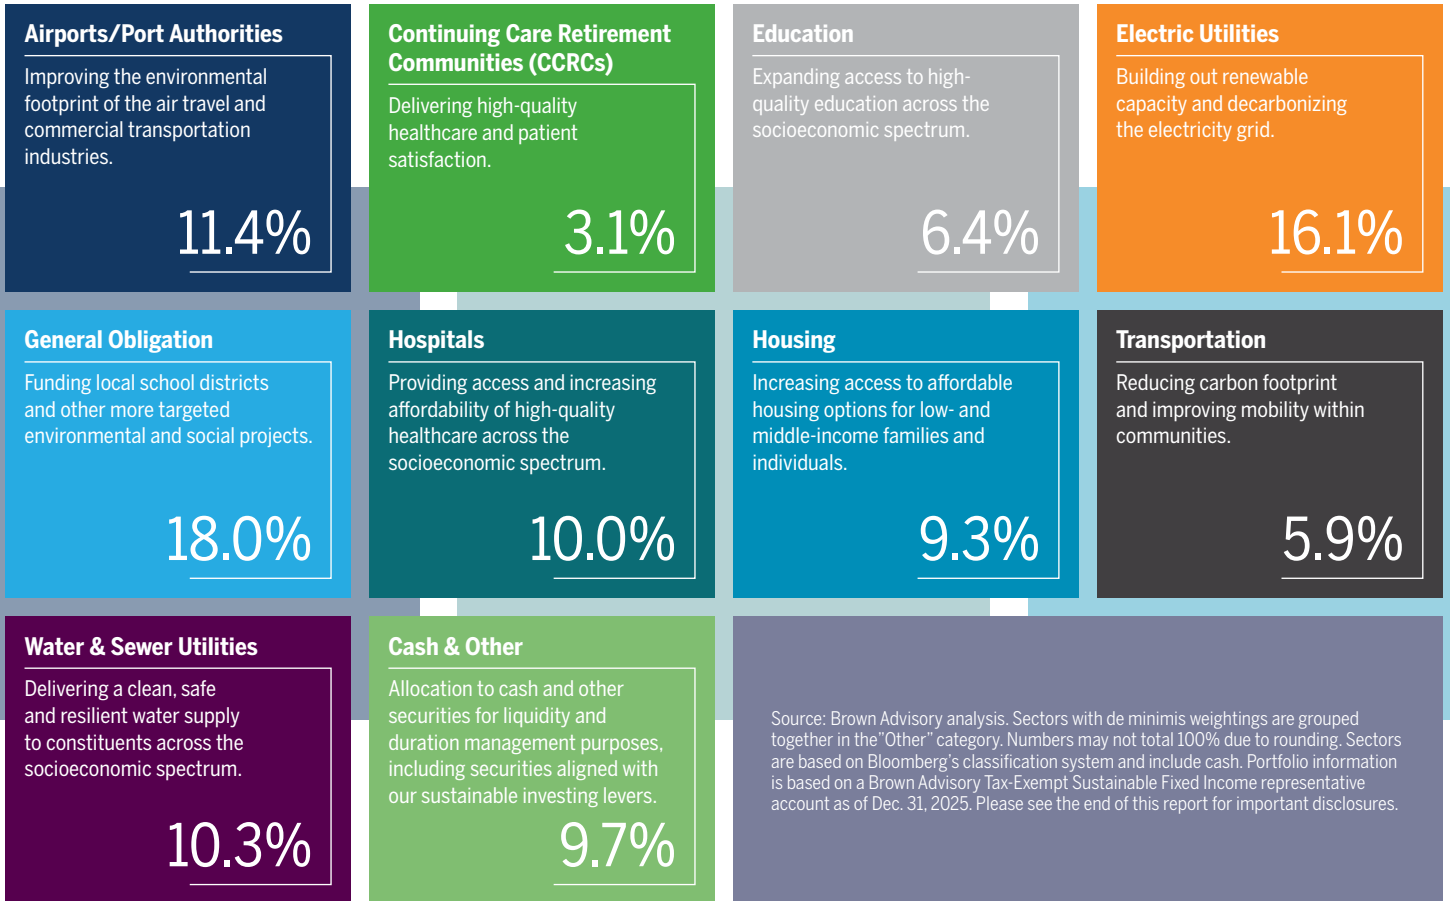 Airports/Port Authorities
Improving the environmental
footprint of the air travel and
commercial transportation
industries.
11.4%
Continuing Care Retirement
Communities (CCRCs)
Delivering high-quality
healthcare and patient
satisfaction.
3.1%
Education
Expanding access to high-
quality education across the
socioeconomic spectrum.
6.4%
Electric Utilities
Building out renewable
capacity and decarbonizing
the electricity grid.
16.1%
General Obligation
Funding local school districts
and other more targeted
environmental and social projects.
18.0%
Hospitals
Providing access and increasing
affordability of high-quality
healthcare across the
socioeconomic spectrum.
10.0%
Housing
Increasing access to affordable
housing options for low- and
middle-income families and
individuals.
9.3%
Transportation
Reducing carbon footprint
and improving mobility within
communities.
5.9%
Water & Sewer Utilities
Delivering a clean, safe
and resilient water supply
to constituents across the
socioeconomic spectrum.
10.3%
Cash & Other
Allocation to cash and other
securities for liquidity and
duration management purposes,
including securities aligned with
our sustainable investing levers.
9.7%
Source: Brown Advisory analysis. Sectors with de minimis weightings are grouped
together in the"Other" category. Numbers may not total 100% due to rounding. Sectors
are based on Bloomberg's classification system and include cash. Portfolio information
is based on a Brown Advisory Tax-Exempt Sustainable Fixed Income representative
account as of Dec. 31, 2025. Please see the end of this report for important disclosures.